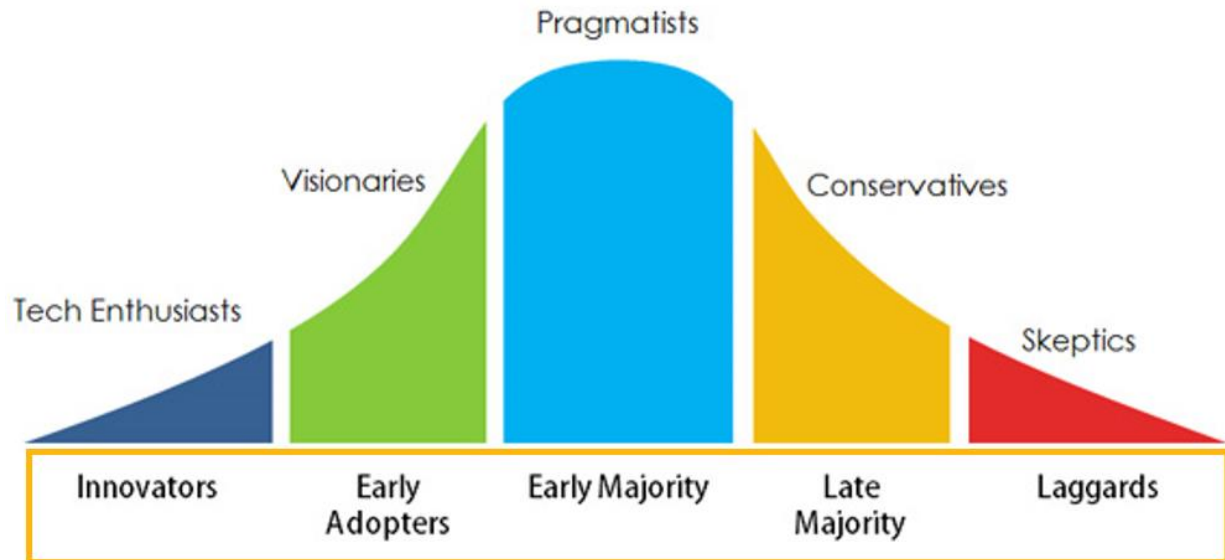 Pragmatists
Visionaries
Conservatives
Tech Enthusiasts
Skeptics
Innovators
Early
Adopters
Early Majority
Late
Majority
Laggards